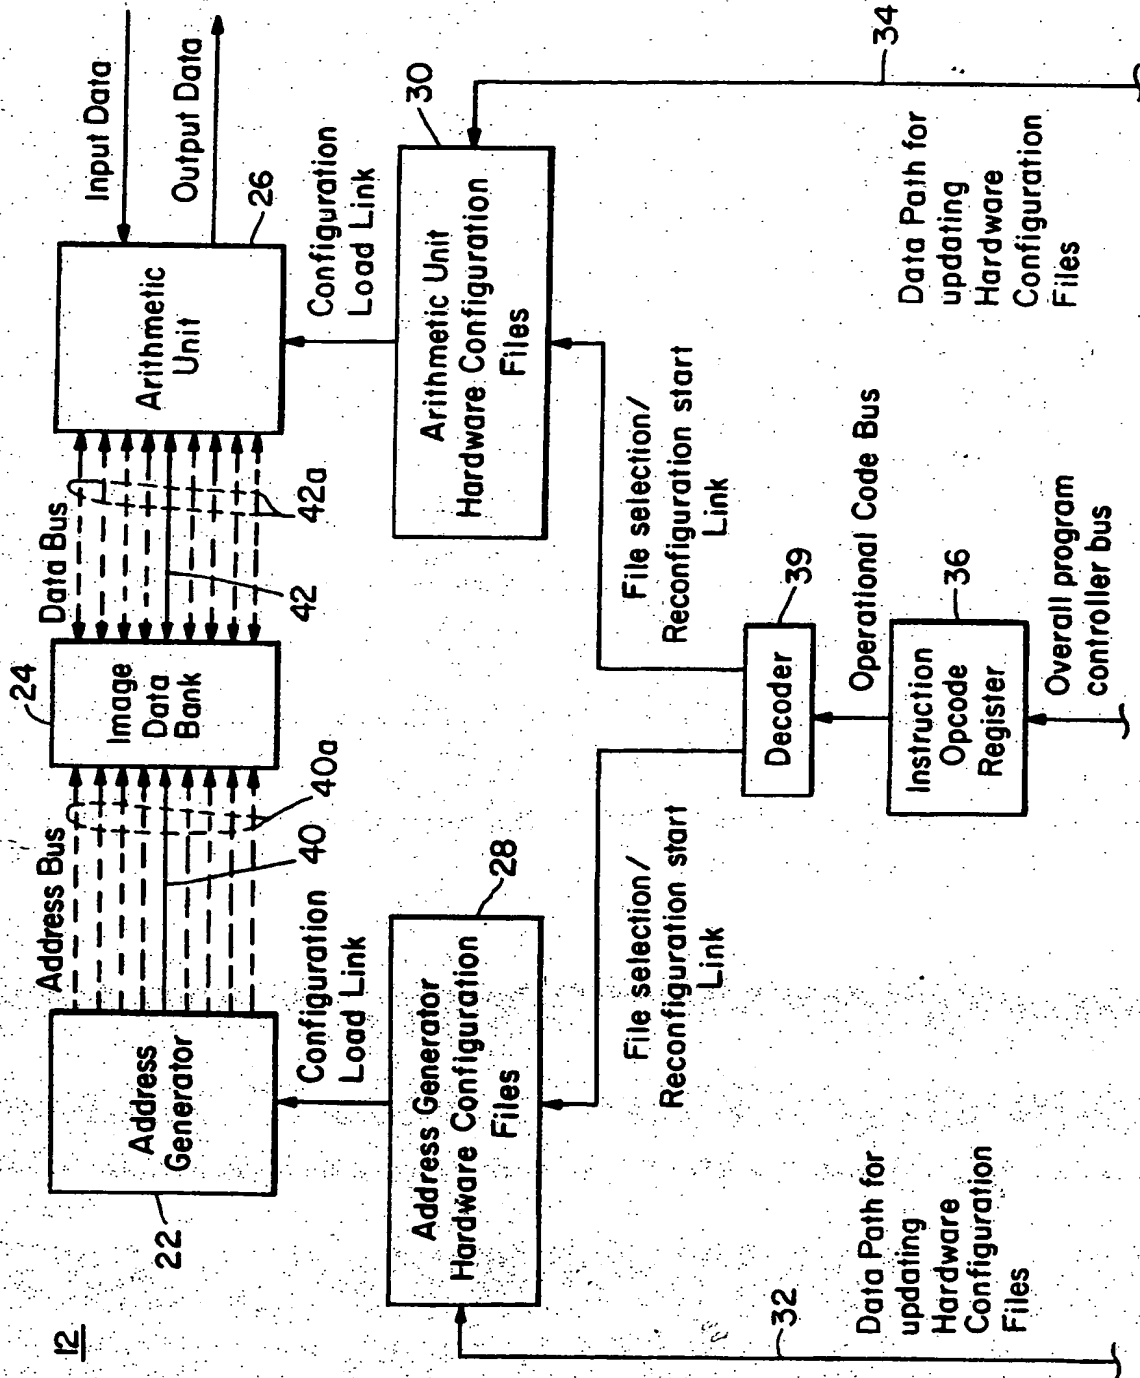 12
22
Address
Generator
Address Bus
40
40a
24
Image
Data
Bank
Data Bus
42
42a
Arithmetic
Unit
26
Input Data
Output Data
Configuration
Load Link
Configuration
Load Link
28
Address Generator
Hardware Configuration
Files
30
Arithmetic Unit
Hardware Configuration
Files
File selection/
Reconfiguration start
Link
File selection/
Reconfiguration start
Link
32
Data Path for
updating
Hardware
Configuration
Files
Decoder
39
Operational Code Bus
Instruction
Opcode
Register
36
Overall program
controller bus
34
Data Path for
updating
Hardware
Configuration
Files